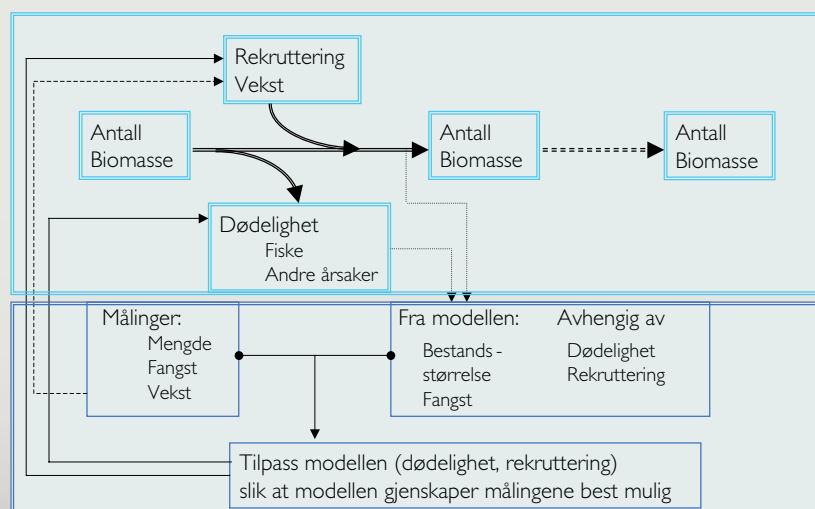 Rekruttering
Vekst
Antall
Biomasse
Antall
Biomasse
Antall
Biomasse
Dødelighet
Fiske
Andre årsaker
Målinger:
Mengde
Fangst
Vekst
Fra modellen:
Bestands-
størrelse
Fangst
Avhengig av
Dødelighet
Rekruttering
Tilpass modellen (dødelighet, rekruttering)
slik at modellen gjenskaper målingene best mulig